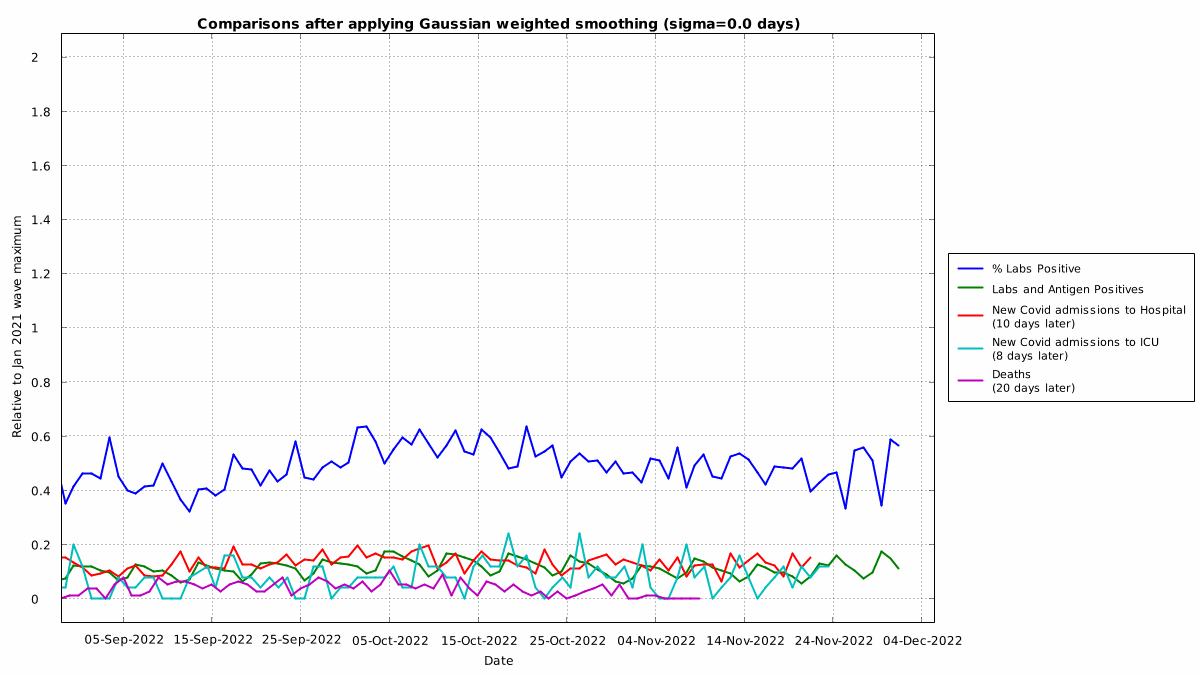 Comparisons after applying Gaussian weighted smoothing (sigma=0.0 days)
Relative to Jan 2021 wave maximum
2
1.8
1.6
1.4
1.2
1
0.8
0.6
0.4
0.2
0
05-Sep-2022 15-Sep-2022 25-Sep-2022 05-Oct-2022 15-Oct-2022 25-Oct-2022 04-Nov-2022 14-Nov-2022 24-Nov-2022 04-Dec-2022
Date
% Labs Positive
Labs and Antigen Positives
New Covid admissions to Hospital
(10 days later)
New Covid admissions to ICU
(8 days later)
Deaths
(20 days later)